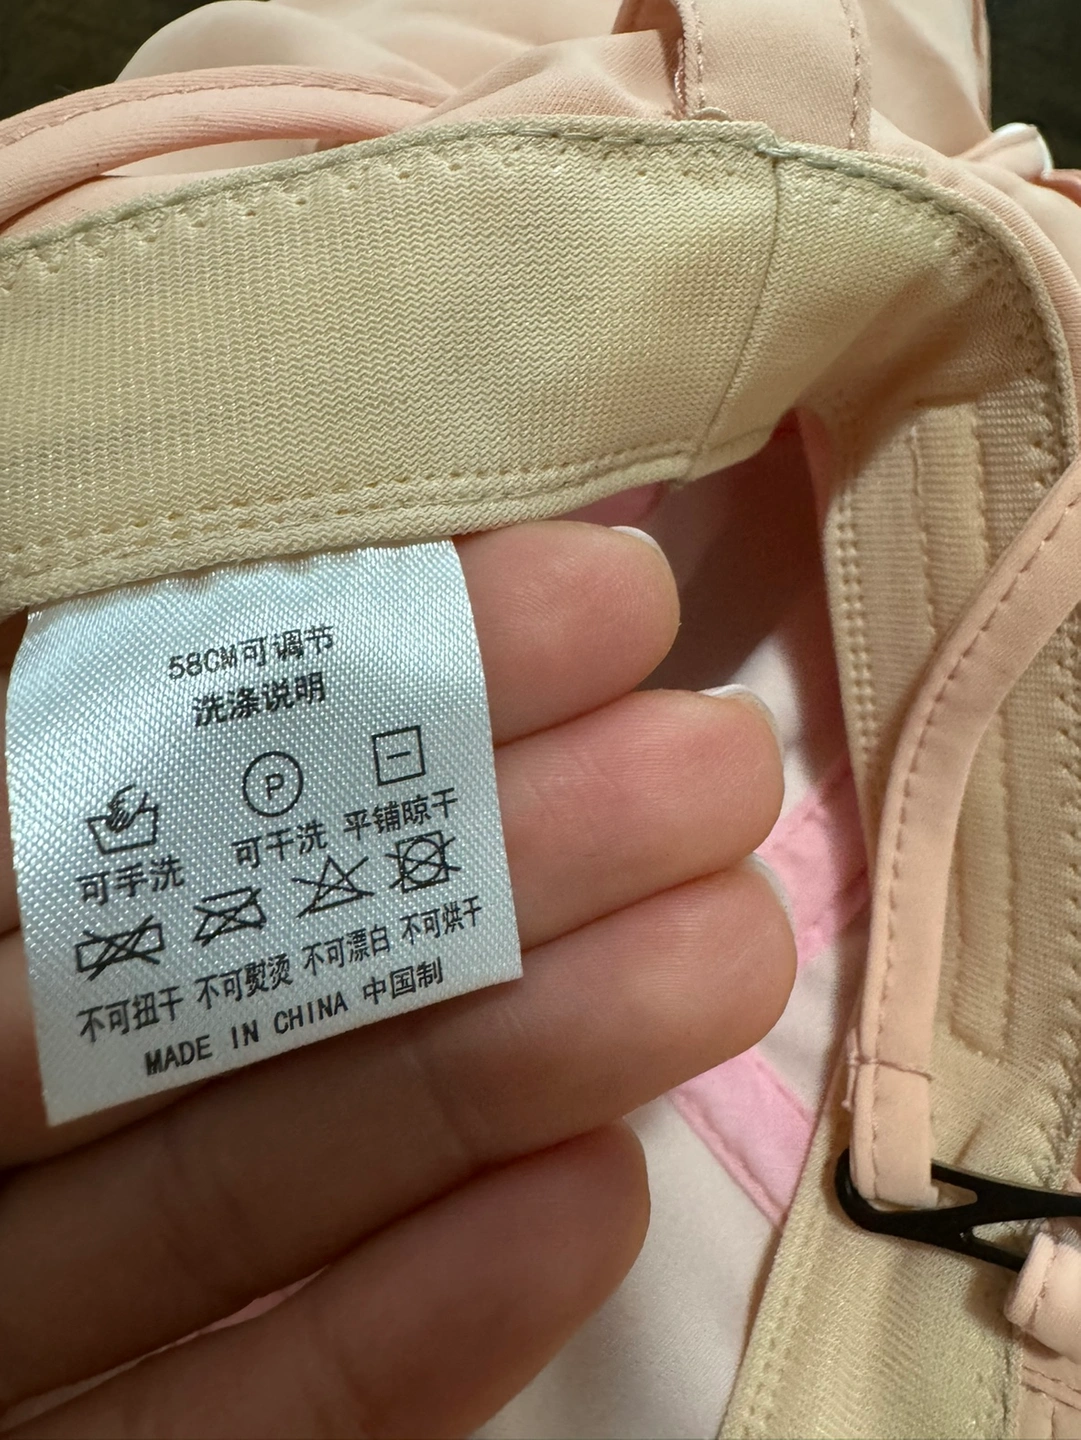 58CM可调节
洗涤说明
P
可手洗 可干洗 平铺晾干
不可扭干 不可熨烫 不可漂白 不可烘干
MADE IN CHINA 中国制